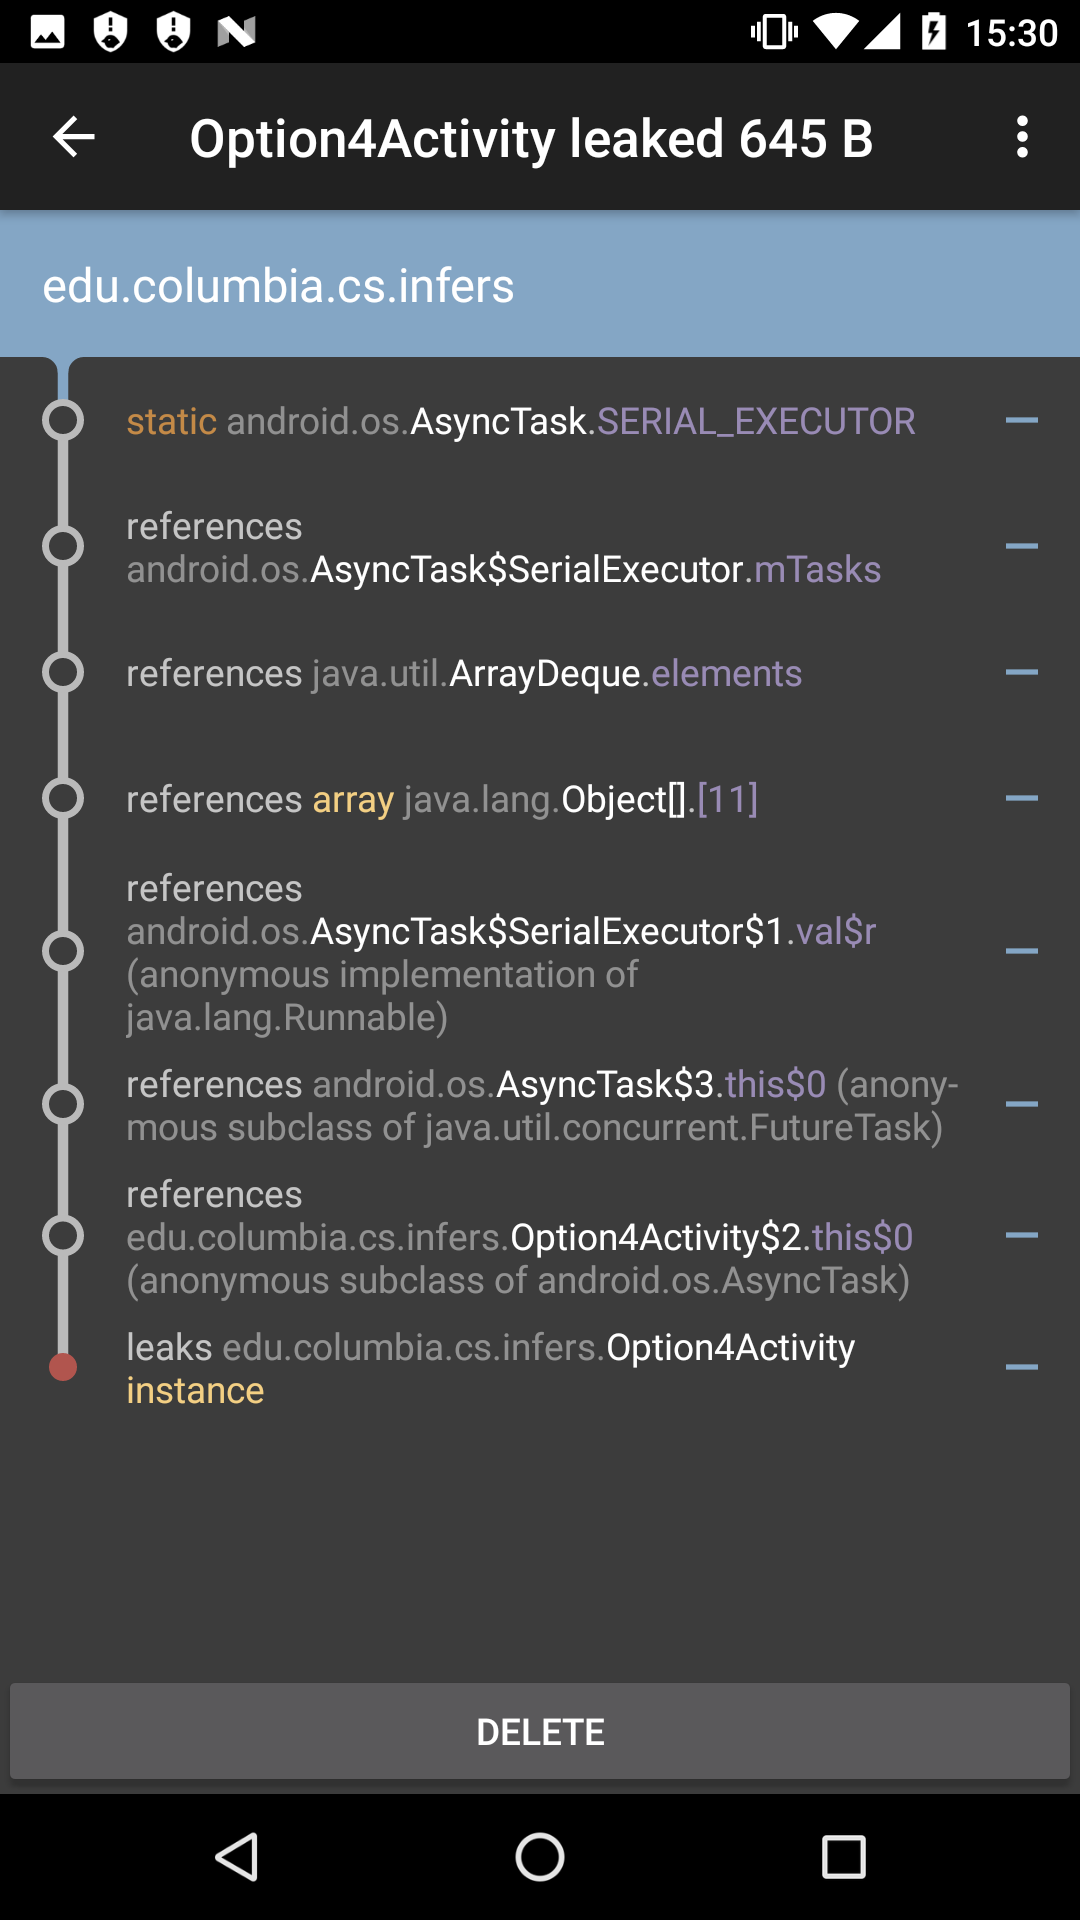 15:30
Option4Activity leaked 645 B
edu.columbia.cs.infers
static android.os.AsyncTask.SERIAL_EXECUTOR
references
android.os.AsyncTask$SerialExecutor.mTasks
references java.util.ArrayDeque.elements
references array java.lang.Object[].[11]
references
android.os.AsyncTask$SerialExecutor$1.val$r
(anonymous implementation of
java.lang.Runnable)
references android.os.AsyncTask$3.this$0 (anony-
mous subclass of java.util.concurrent.FutureTask)
references
edu.columbia.cs.infers.Option4Activity$2.this$0
(anonymous subclass of android.os.AsyncTask)
leaks edu.columbia.cs.infers.Option4Activity
instance
DELETE